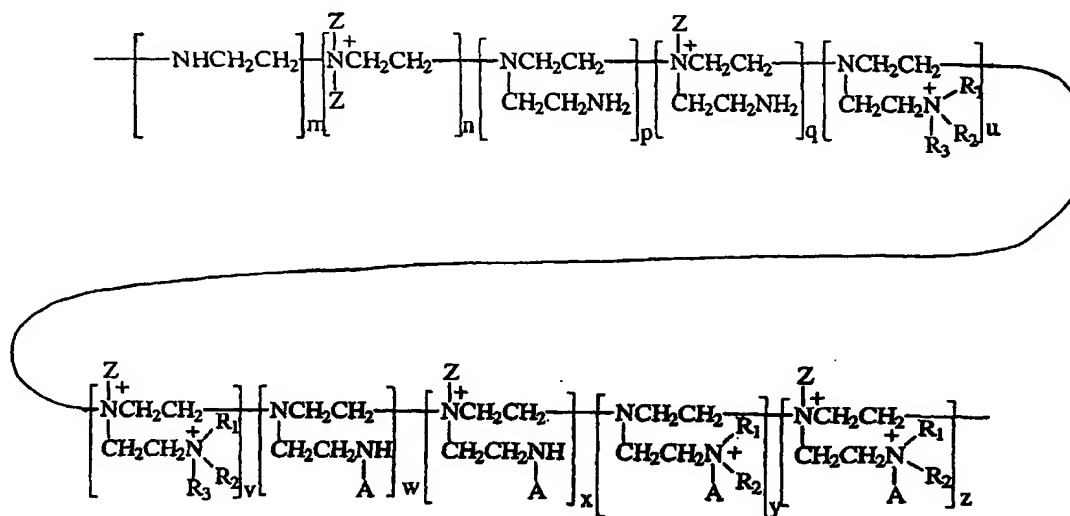 Z Z
NHCH2CH2 m N+CH2CH2 n NCH2CH2 p N+CH2CH2 q NCH2CH2 u
Z CH2CH2NH2 CH2CH2NH2 CH2CH2N+ R1
R3 R2
Z Z Z
N+CH2CH2 v NCH2CH2 w N+CH2CH2 x NCH2CH2 y N+CH2CH2 z
CH2CH2N+ R1 CH2CH2NH CH2CH2NH CH2CH2N+ R1 CH2CH2N+ R1
R3 R2 A A A R2 A R2